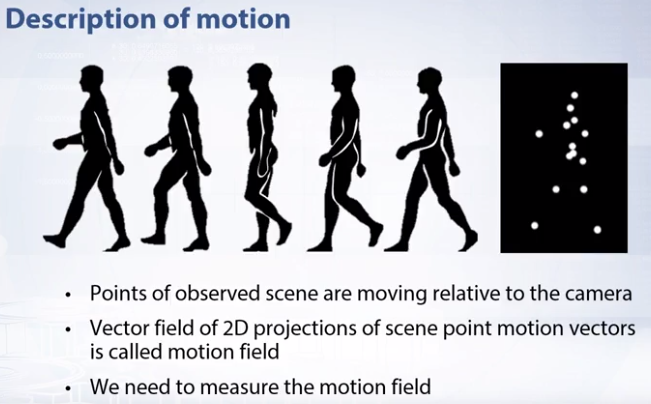 Description of motion
• Points of observed scene are moving relative to the camera
• Vector field of 2D projections of scene point motion vectors
is called motion field
• We need to measure the motion field